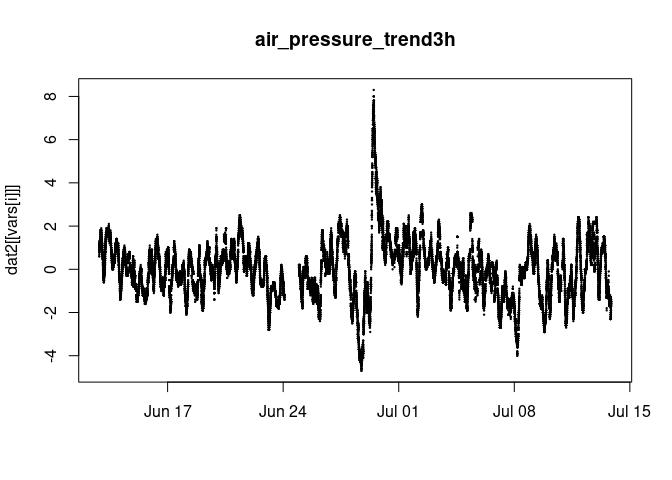 air_pressure_trend3h
dat2[[vars[i]]]
8
6
4
2
0
-2
-4
Jun 17
Jun 24
Jul 01
Jul 08
Jul 15